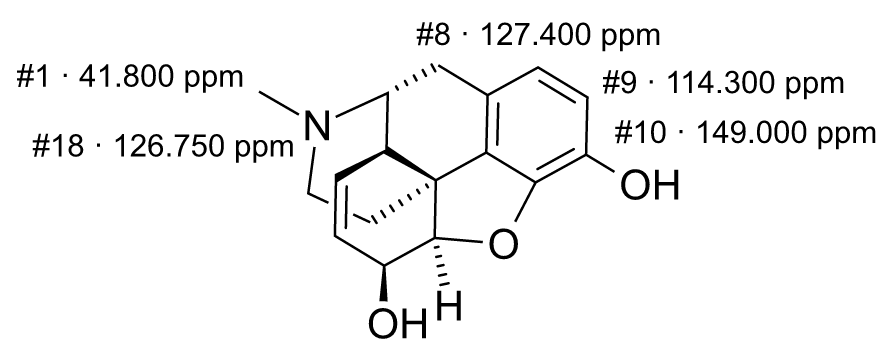 #8 · 127.400 ppm
#1 · 41.800 ppm
#9 · 114.300 ppm
N
#10 · 149.000 ppm
#18 · 126.750 ppm
OH
O
H
OH